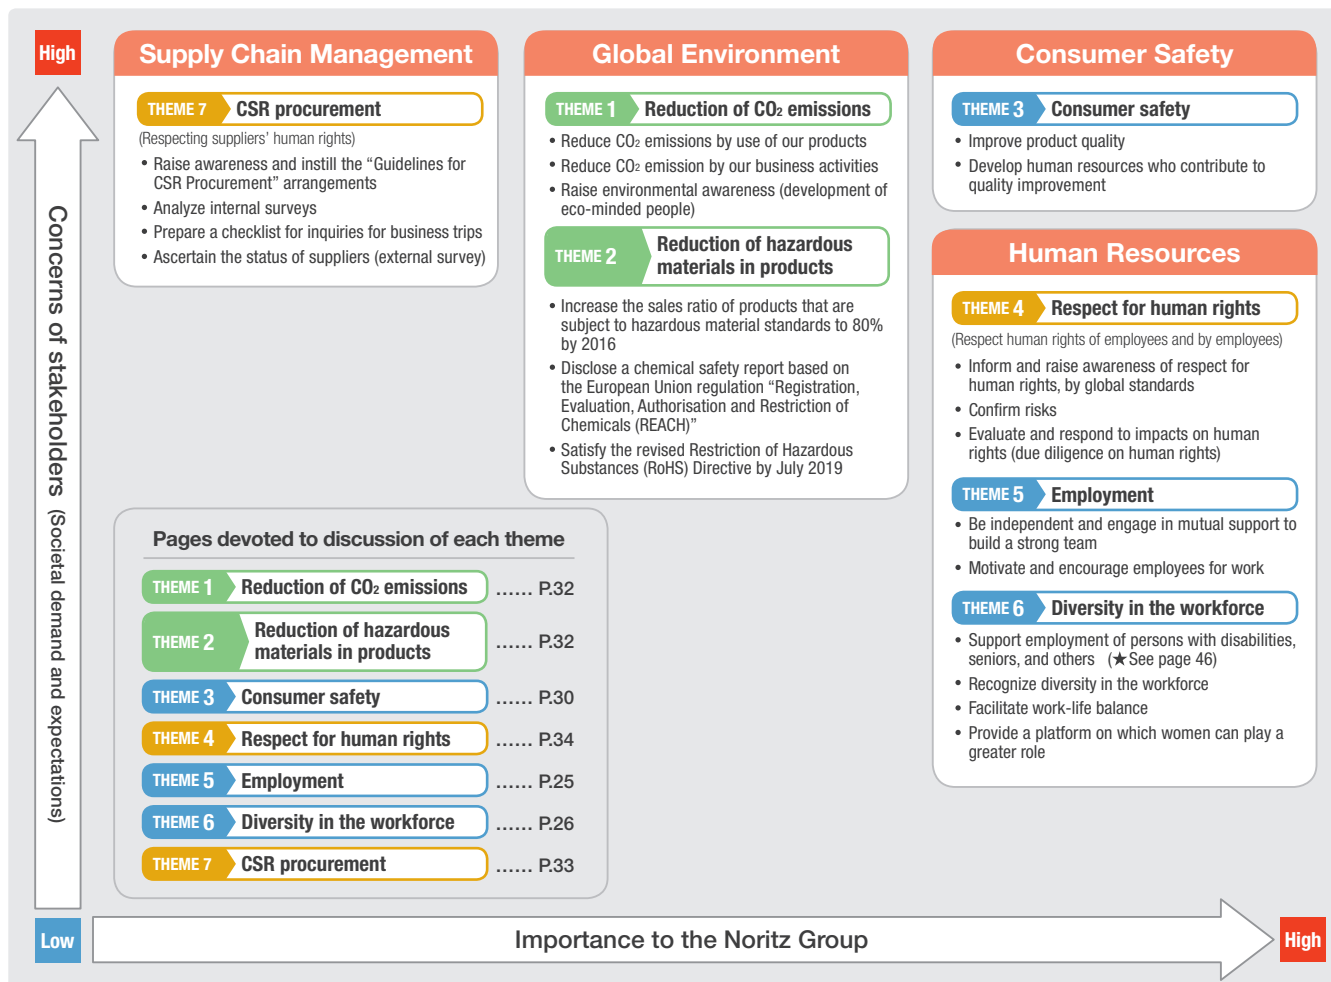 High
Concerns of stakeholders (Societal demand and expectations)
Low
Supply Chain Management
THEME 7 CSR procurement
(Respecting suppliers' human rights)
• Raise awareness and instill the “Guidelines for
CSR Procurement” arrangements
• Analyze internal surveys
• Prepare a checklist for inquiries for business trips
• Ascertain the status of suppliers (external survey)
Global Environment
THEME 1 Reduction of CO2 emissions
• Reduce CO2 emissions by use of our products
• Reduce CO2 emission by our business activities
• Raise environmental awareness (development of
eco-minded people)
THEME 2 Reduction of hazardous
materials in products
• Increase the sales ratio of products that are
subject to hazardous material standards to 80%
by 2016
• Disclose a chemical safety report based on
the European Union regulation “Registration,
Evaluation, Authorisation and Restriction of
Chemicals (REACH)”
• Satisfy the revised Restriction of Hazardous
Substances (RoHS) Directive by July 2019
Consumer Safety
THEME 3 Consumer safety
• Improve product quality
• Develop human resources who contribute to
quality improvement
Human Resources
THEME 4 Respect for human rights
(Respect human rights of employees and by employees)
• Inform and raise awareness of respect for
human rights, by global standards
• Confirm risks
• Evaluate and respond to impacts on human
rights (due diligence on human rights)
THEME 5 Employment
• Be independent and engage in mutual support to
build a strong team
• Motivate and encourage employees for work
THEME 6 Diversity in the workforce
• Support employment of persons with disabilities,
seniors, and others (★See page 46)
• Recognize diversity in the workforce
• Facilitate work-life balance
• Provide a platform on which women can play a
greater role
Pages devoted to discussion of each theme
THEME 1 Reduction of CO2 emissions ...... P.32
THEME 2 Reduction of hazardous
materials in products ...... P.32
THEME 3 Consumer safety ...... P.30
THEME 4 Respect for human rights ...... P.34
THEME 5 Employment ...... P.25
THEME 6 Diversity in the workforce ...... P.26
THEME 7 CSR procurement ...... P.33
Importance to the Noritz Group
High